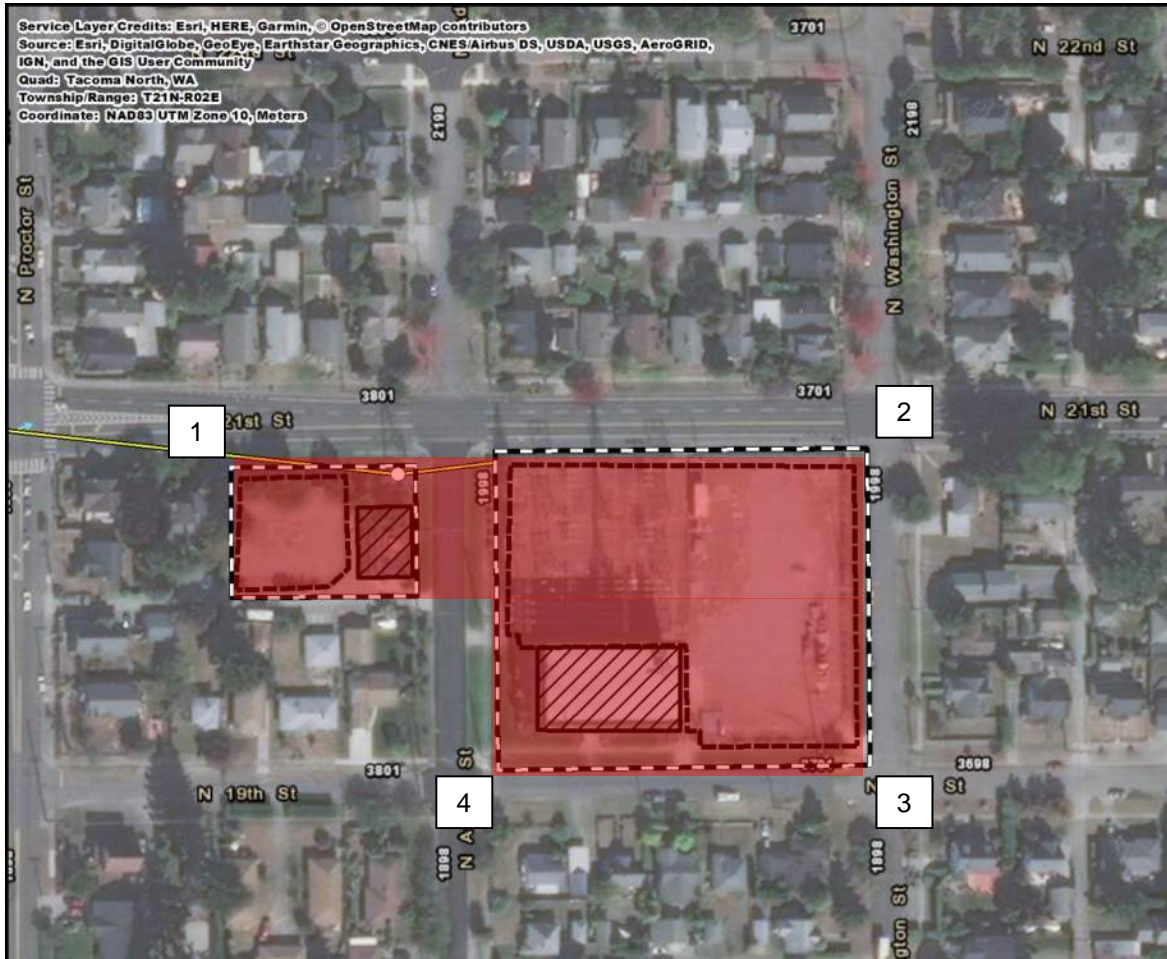 Service Layer Credits: Esri, HERE, Garmin, © OpenStreetMap contributors
Source: Esri, DigitalGlobe, GeoEye, Earthstar Geographics, CNES/Airbus DS, USDA, USGS, AeroGRID,
IGN, and the GIS User Community
Quad: Tacoma North, WA
Township/Range: T21N-R02E
Coordinate: NAD83 UTM Zone 10, Meters
3701
N 22nd St
2198
2198
N Proctor St
N Washington St
3801
3701
2
1
21st St
N 21st St
1998
1998
3801
St
3698
N 19th St
4
N
St
3
1898
N A
1898
gton St